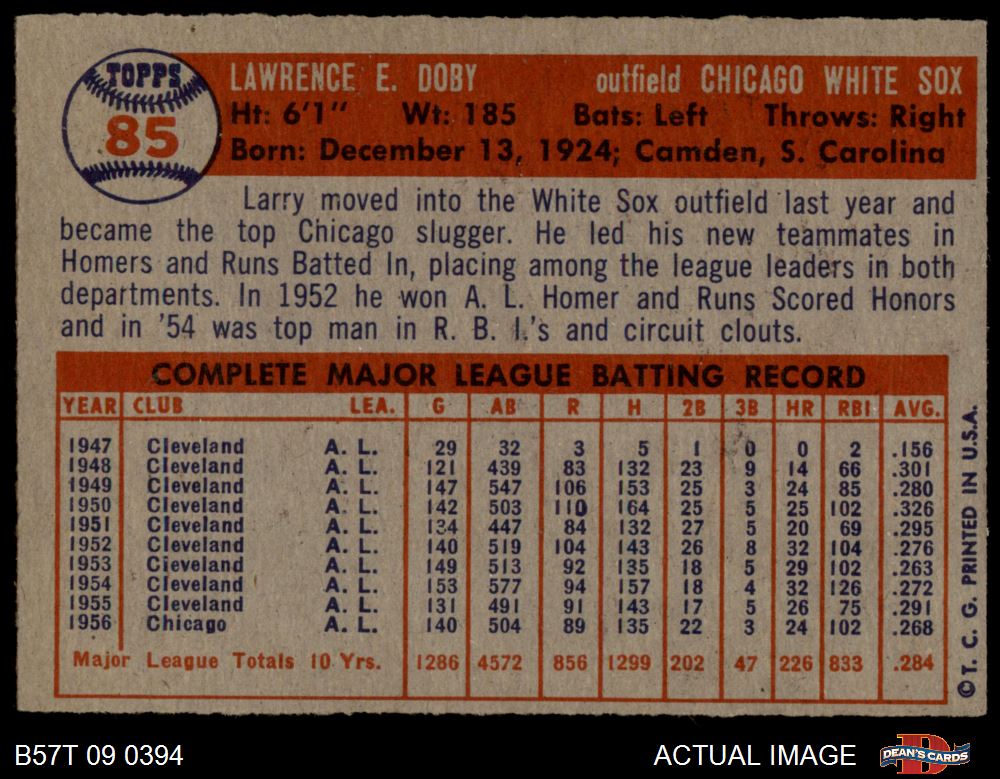 TOPPS
85
LAWRENCE E. DOBY outfield CHICAGO WHITE SOX
Ht: 6'1" Wt: 185 Bats: Left Throws: Right
Born: December 13, 1924; Camden, S. Carolina
Larry moved into the White Sox outfield last year and
became the top Chicago slugger. He led his new teammates in
Homers and Runs Batted In, placing among the league leaders in both
departments. In 1952 he won A. L. Homer and Runs Scored Honors
and in '54 was top man in R. B. I.'s and circuit clouts.
COMPLETE MAJOR LEAGUE BATTING RECORD
YEAR CLUB LEA. G AB R H 2B 3B HR RBI AVG.
1947 Cleveland A. L. 29 32 3 5 1 0 0 2 .156
1948 Cleveland A. L. 121 439 83 132 23 9 14 66 .301
1949 Cleveland A. L. 147 547 106 153 25 3 24 85 .280
1950 Cleveland A. L. 142 503 110 164 25 5 25 102 .326
1951 Cleveland A. L. 134 447 84 132 27 5 20 69 .295
1952 Cleveland A. L. 140 519 104 143 26 8 32 104 .276
1953 Cleveland A. L. 149 513 92 135 18 5 29 102 .263
1954 Cleveland A. L. 153 577 94 157 18 4 32 126 .272
1955 Cleveland A. L. 131 491 91 143 17 5 26 75 .291
1956 Chicago A. L. 140 504 89 135 22 3 24 102 .268
Major League Totals 10 Yrs. 1286 4572 856 1299 202 47 226 833 .284
©T. C. G. PRINTED IN U.S.A.
B57T 09 0394 ACTUAL IMAGE
DEAN'S CARDS